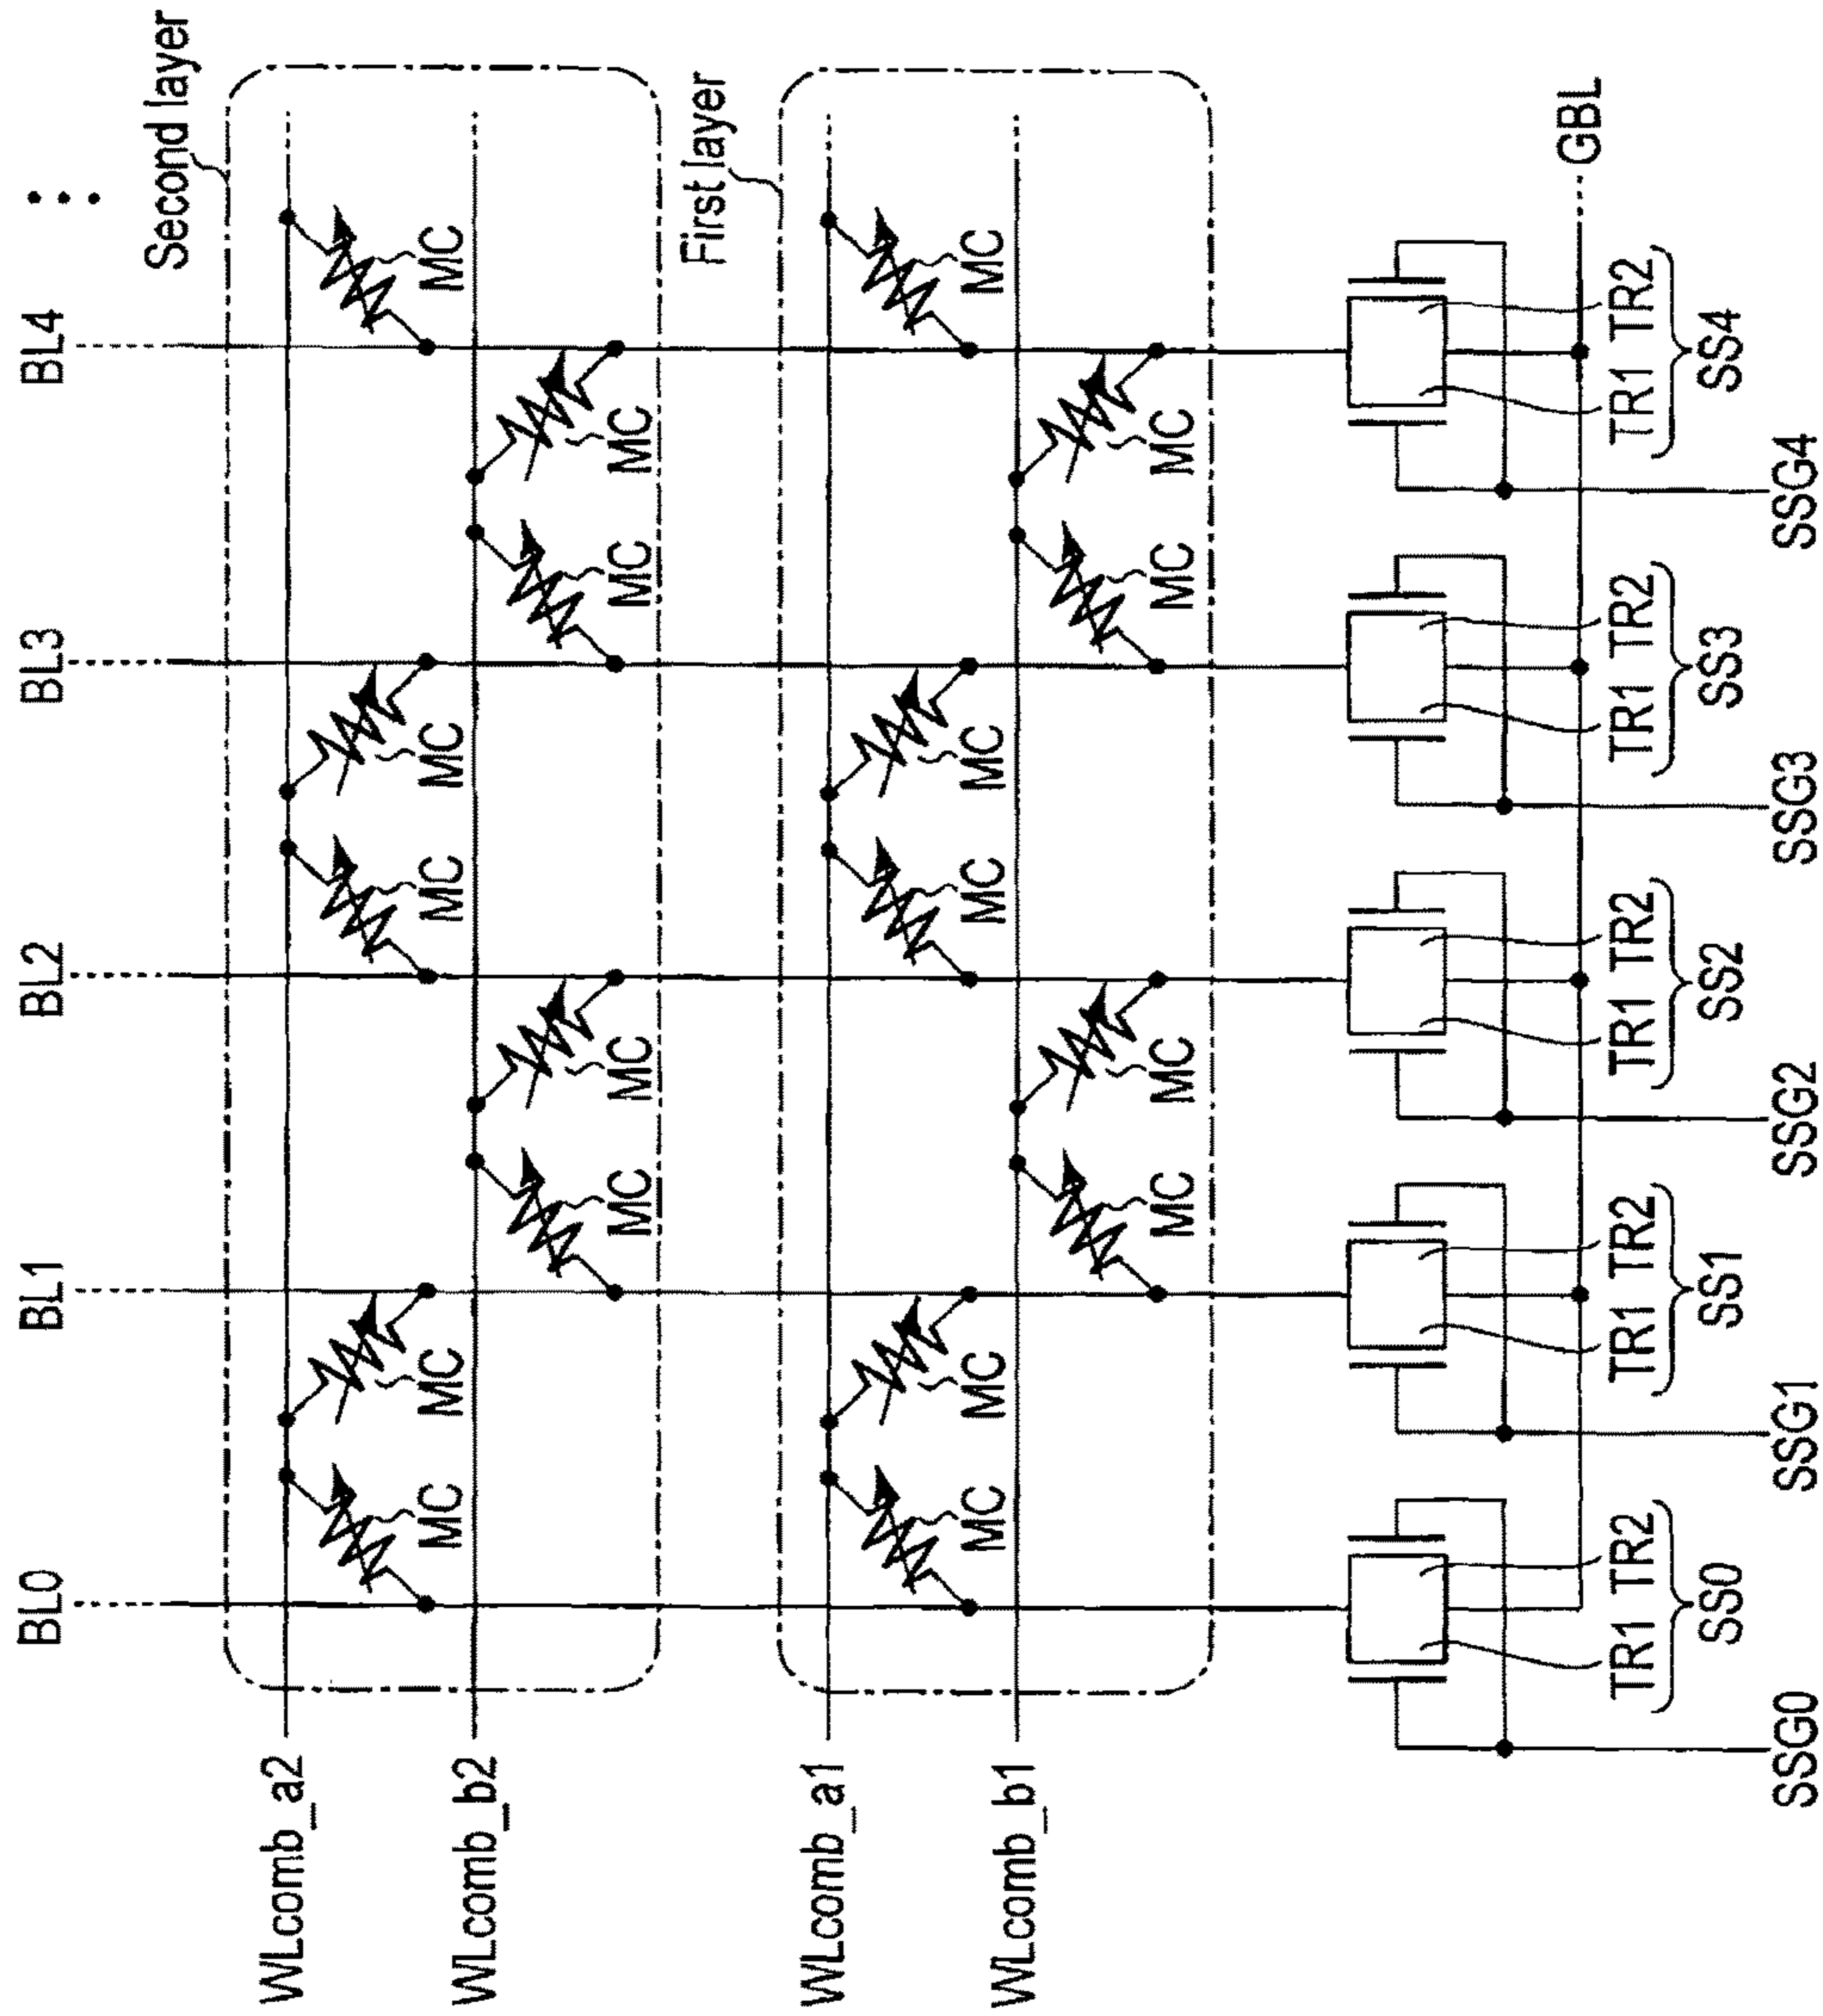 BL0 BL1 BL2 BL3 BL4
Second layer
WLcomb_a2
MC MC MC MC MC
WLcomb_b2
MC MC MC MC
First layer
WLcomb_a1
MC MC MC MC MC
WLcomb_b1
MC MC MC MC
GBL
TR1 TR2 TR1 TR2 TR1 TR2 TR1 TR2 TR1 TR2
SS0 SS1 SS2 SS3 SS4
SSG0 SSG1 SSG2 SSG3 SSG4